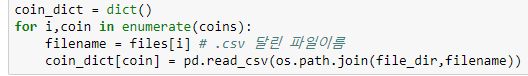 coin_dict = dict()
for i,coin in enumerate(coins):
    filename = files[i] # .csv 달린 파일이름
    coin_dict[coin] = pd.read_csv(os.path.join(file_dir,filename))